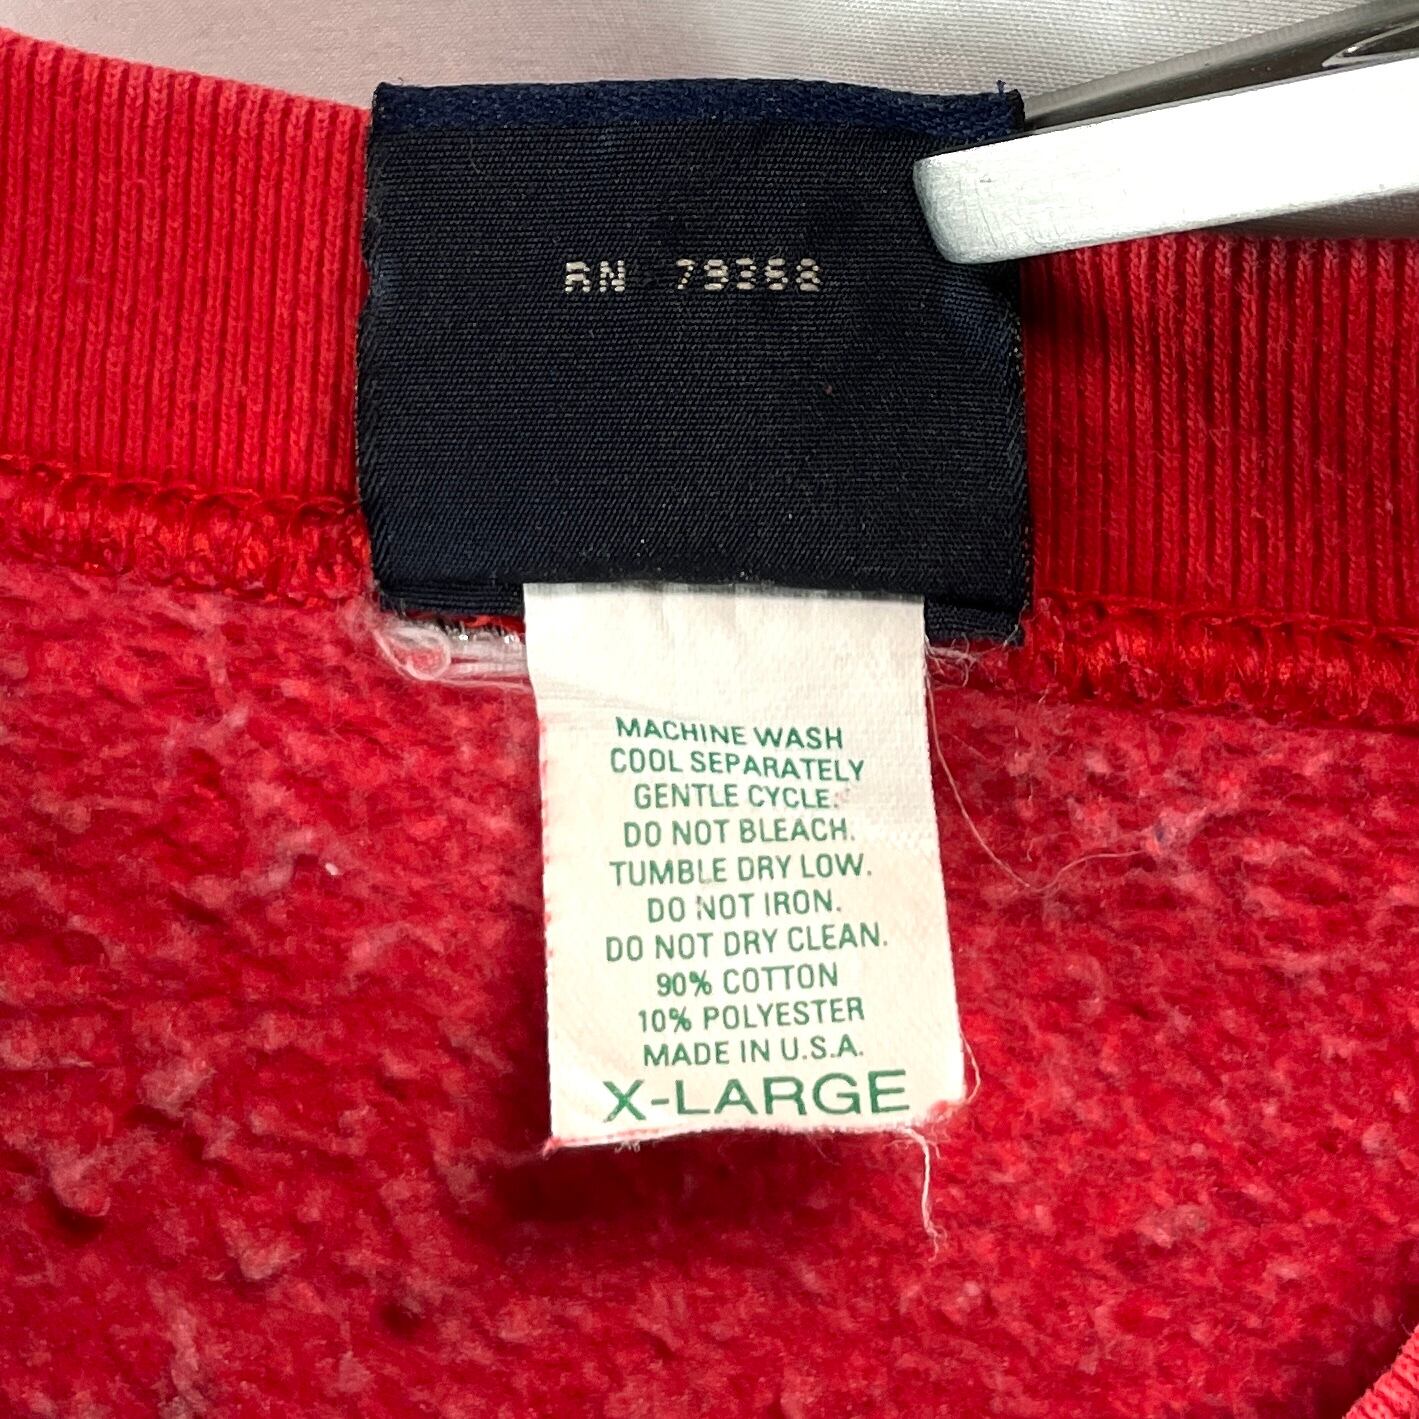 RN 79368
MACHINE WASH
COOL SEPARATELY
GENTLE CYCLE.
DO NOT BLEACH.
TUMBLE DRY LOW.
DO NOT IRON.
DO NOT DRY CLEAN.
90% COTTON
10% POLYESTER
MADE IN U.S.A.
X-LARGE